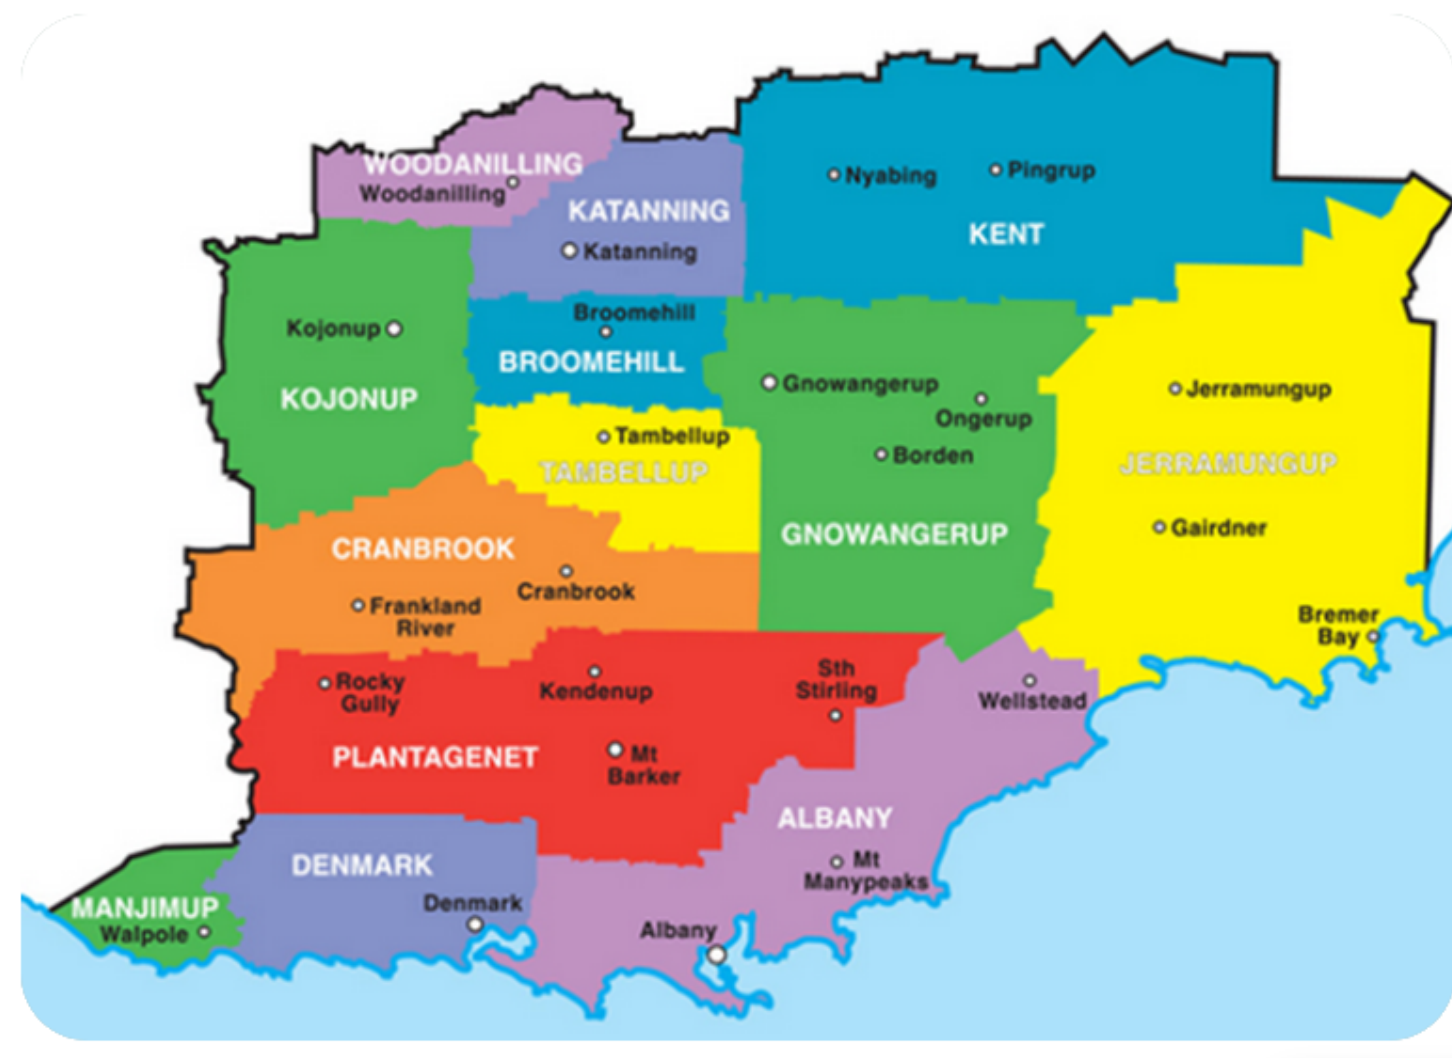 WOODANILLING
Woodanilling
KATANNING
Katanning
Nyabing
Pingrup
KENT
Kojonup
KOJONUP
Broomehill
BROOMEHILL
Gnowangerup
Ongerup
Borden
GNOWANGERUP
Jerramungup
JERRAMUNGUP
Gairdner
Bremer
Bay
Tambellup
TAMBELLUP
CRANBROOK
Cranbrook
Frankland
River
Rocky
Gully
Kendenup
Sth
Stirling
PLANTAGENET
Mt
Barker
Wellstead
ALBANY
Mt
Manypeaks
Albany
DENMARK
Denmark
MANJIMUP
Walpole